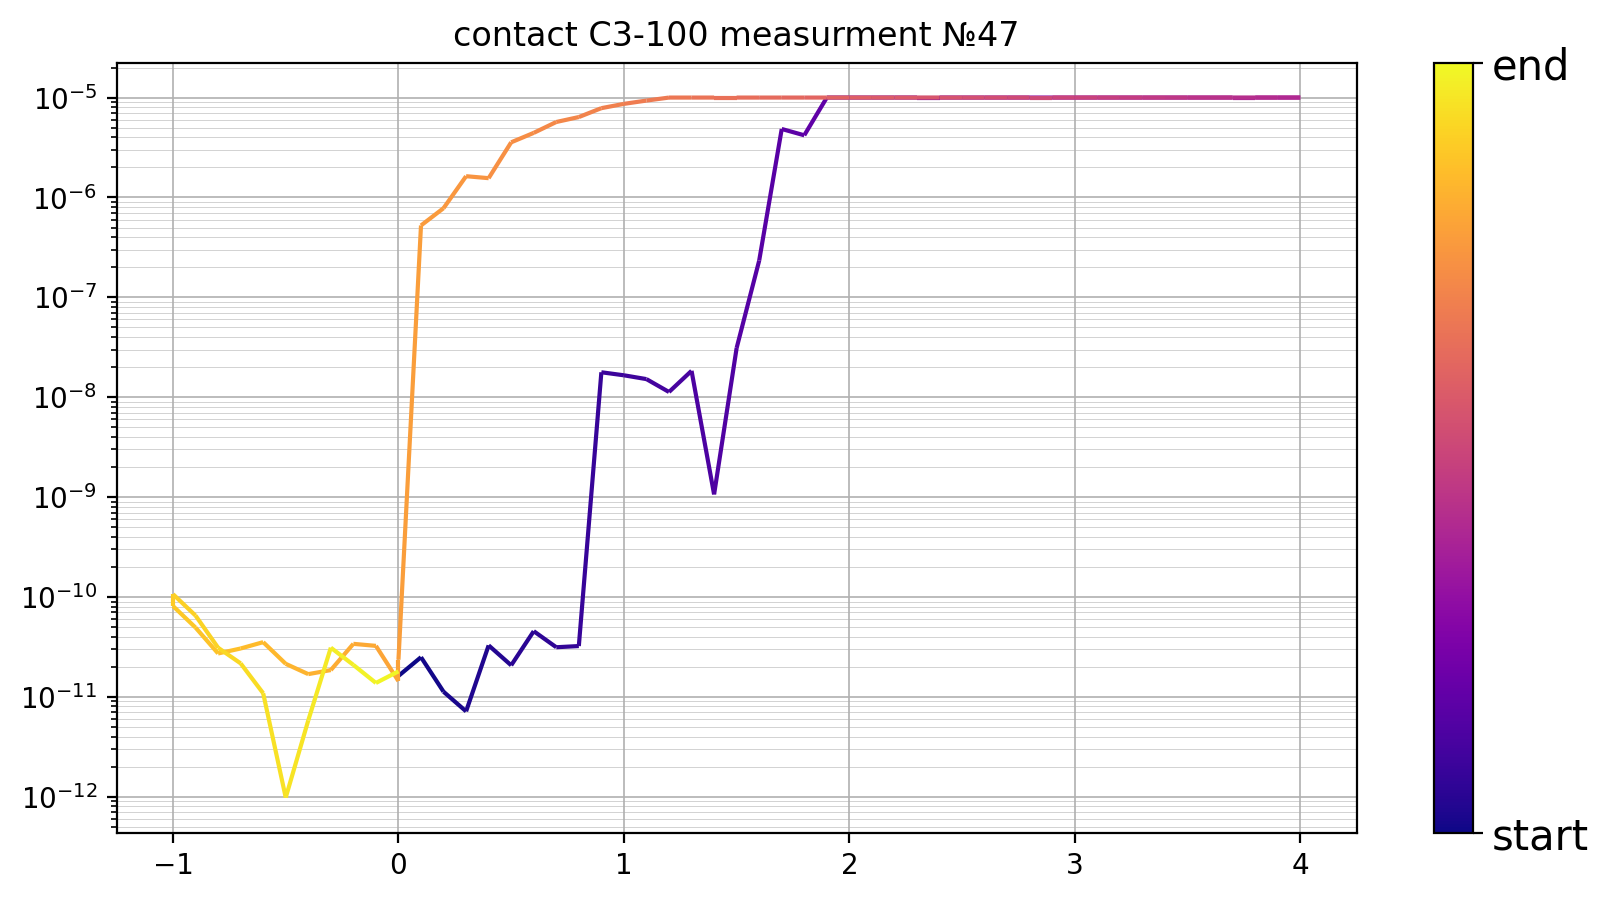 contact C3-100 measurment №47
10⁻⁵
10⁻⁶
10⁻⁷
10⁻⁸
10⁻⁹
10⁻¹⁰
10⁻¹¹
10⁻¹²
−1 0 1 2 3 4
end
start